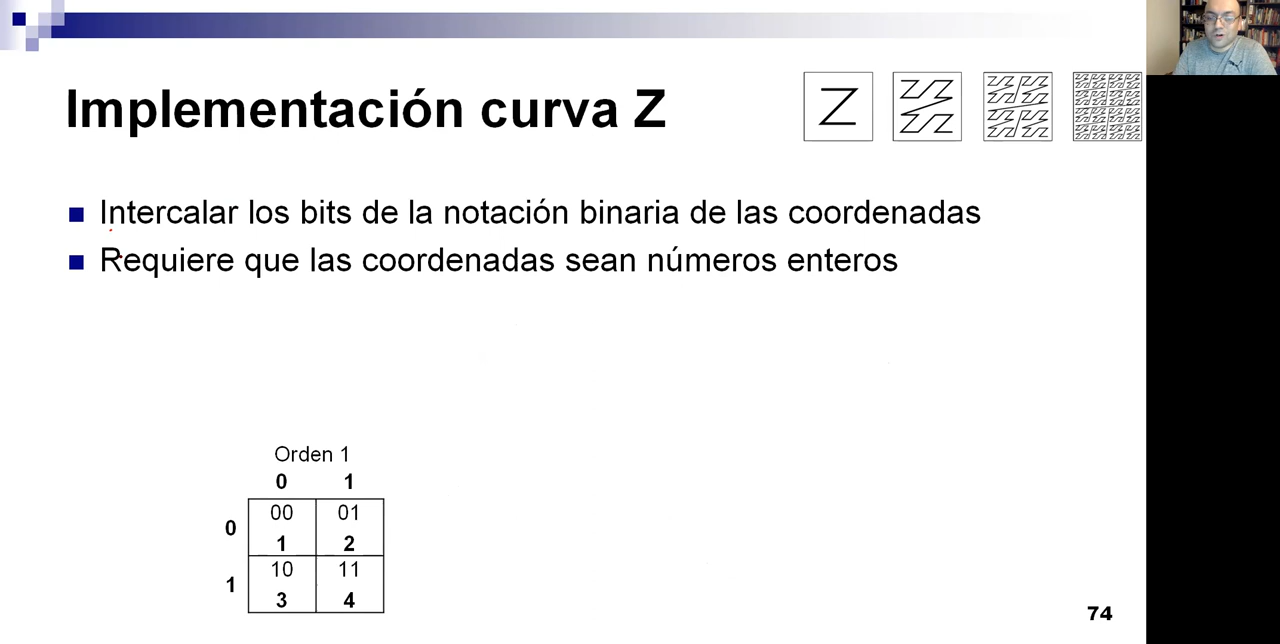 Implementación curva Z
Intercalar los bits de la notación binaria de las coordenadas
Requiere que las coordenadas sean números enteros
Orden 1
0 1
0 00 01
1 2
1 10 11
3 4
74